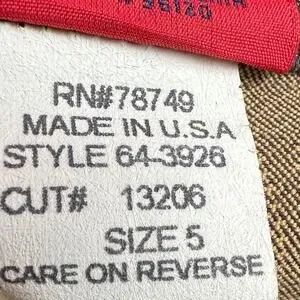 RN#78749
MADE IN U.S.A
STYLE 64-3926
CUT# 13206
SIZE 5
CARE ON REVERSE